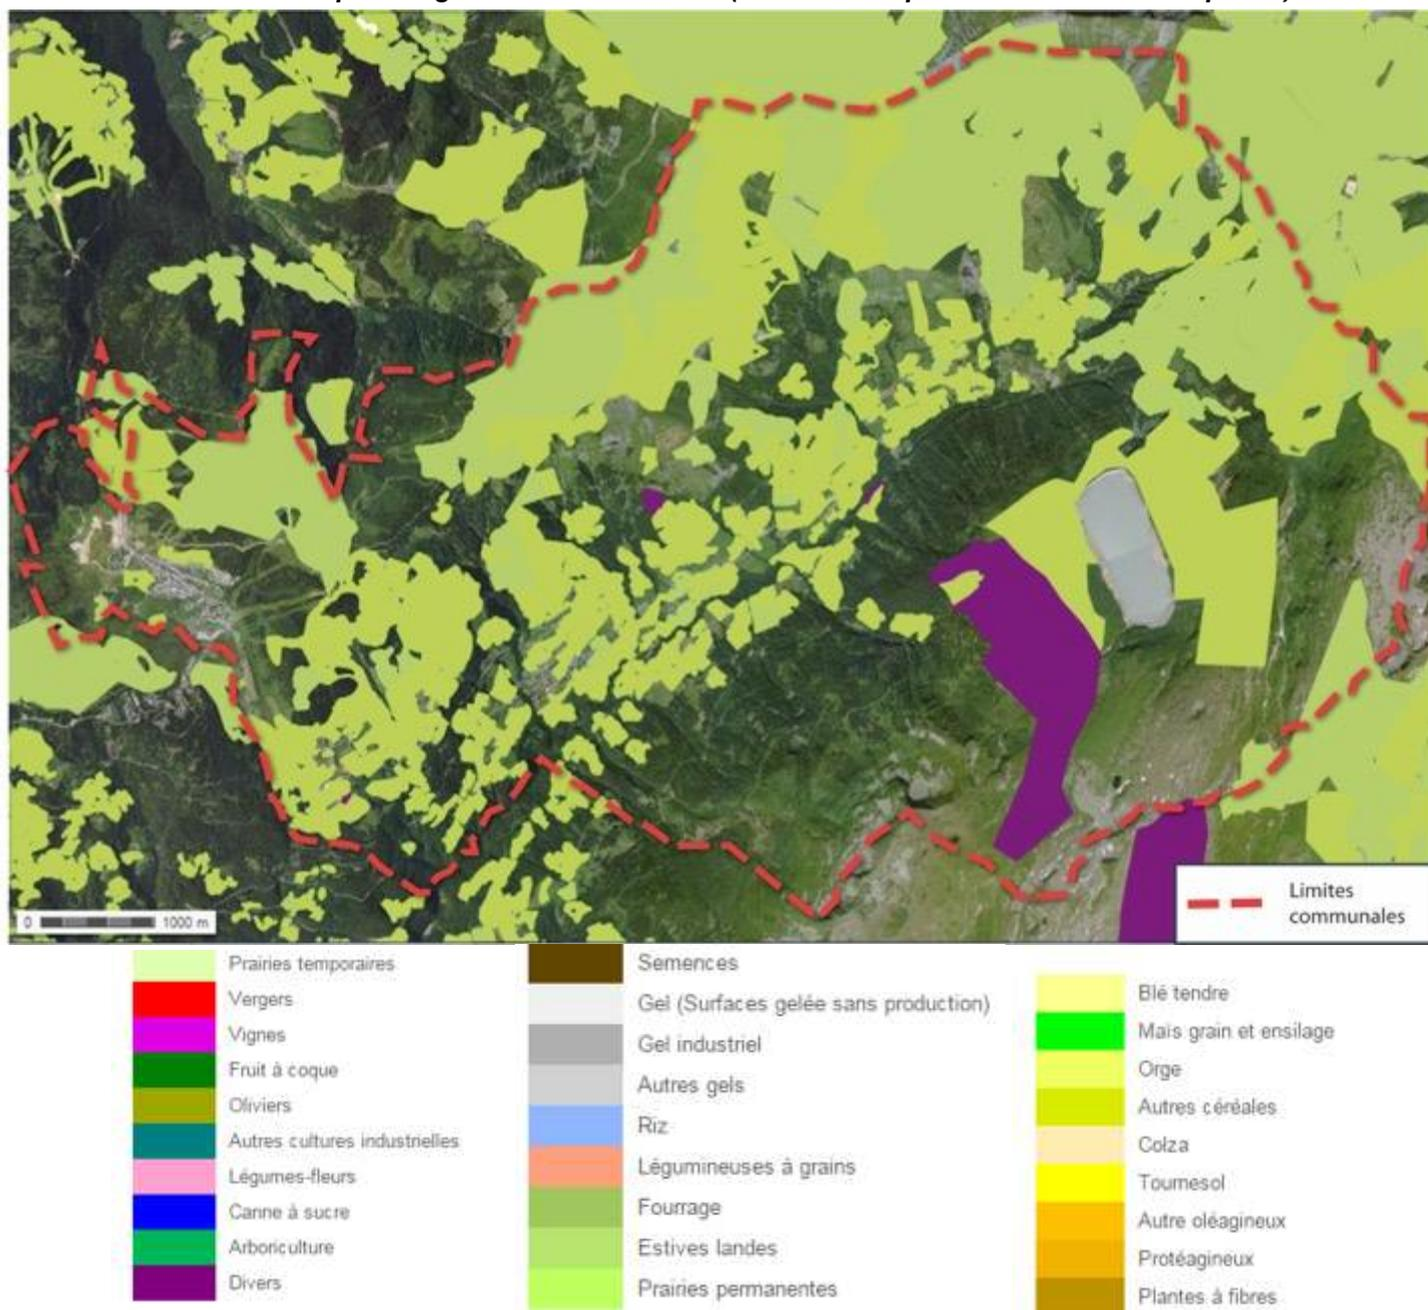 0 1000 m
Limites
communales
Prairies temporaires
Vergers
Vignes
Fruit à coque
Oliviers
Autres cultures industrielles
Légumes-fleurs
Canne à sucre
Arboriculture
Divers
Semences
Gel (Surfaces gelée sans production)
Gel industriel
Autres gels
Riz
Légumineuses à grains
Fourrage
Estives landes
Prairies permanentes
Blé tendre
Maïs grain et ensilage
Orge
Autres céréales
Colza
Tournesol
Autre oléagineux
Protéagineux
Plantes à fibres